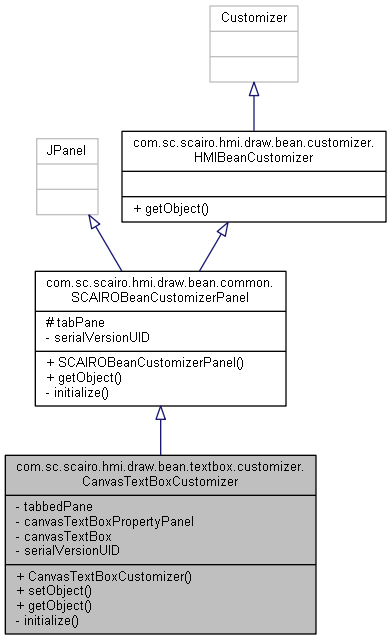 Customizer
com.sc.scairo.hmi.draw.bean.customizer.
HMIBeanCustomizer
+ getObject()
JPanel
com.sc.scairo.hmi.draw.bean.common.
SCAIROBeanCustomizerPanel
# tabPane
- serialVersionUID
+ SCAIROBeanCustomizerPanel()
+ getObject()
- initialize()
com.sc.scairo.hmi.draw.bean.textbox.customizer.
CanvasTextBoxCustomizer
- tabbedPane
- canvasTextBoxPropertyPanel
- canvasTextBox
- serialVersionUID
+ CanvasTextBoxCustomizer()
+ setObject()
+ getObject()
- initialize()